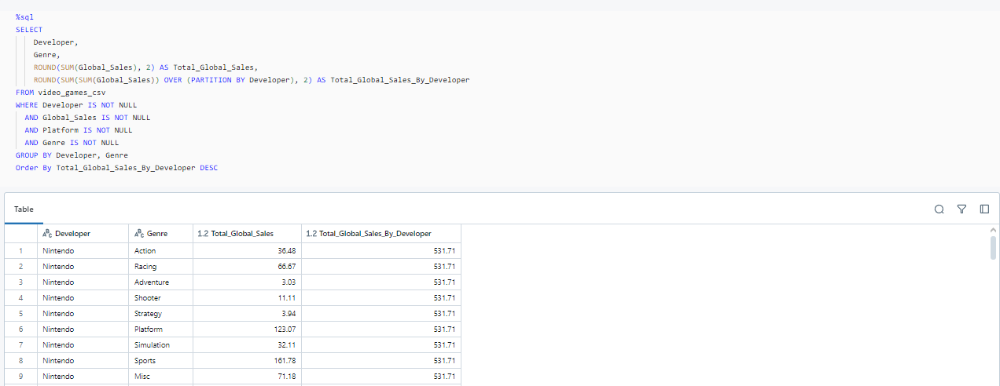 %sql
SELECT
Developer,
Genre,
ROUND(SUM(Global_Sales), 2) AS Total_Global_Sales,
ROUND(SUM(SUM(Global_Sales)) OVER (PARTITION BY Developer), 2) AS Total_Global_Sales_By_Developer
FROM video_games_csv
WHERE Developer IS NOT NULL
AND Global_Sales IS NOT NULL
AND Platform IS NOT NULL
AND Genre IS NOT NULL
GROUP BY Developer, Genre
Order By Total_Global_Sales_By_Developer DESC
Table
ABC Developer ABC Genre 1.2 Total_Global_Sales 1.2 Total_Global_Sales_By_Developer
1 Nintendo Action 36.48 531.71
2 Nintendo Racing 66.67 531.71
3 Nintendo Adventure 3.03 531.71
4 Nintendo Shooter 11.11 531.71
5 Nintendo Strategy 3.94 531.71
6 Nintendo Platform 123.07 531.71
7 Nintendo Simulation 32.11 531.71
8 Nintendo Sports 161.78 531.71
9 Nintendo Misc 71.18 531.71